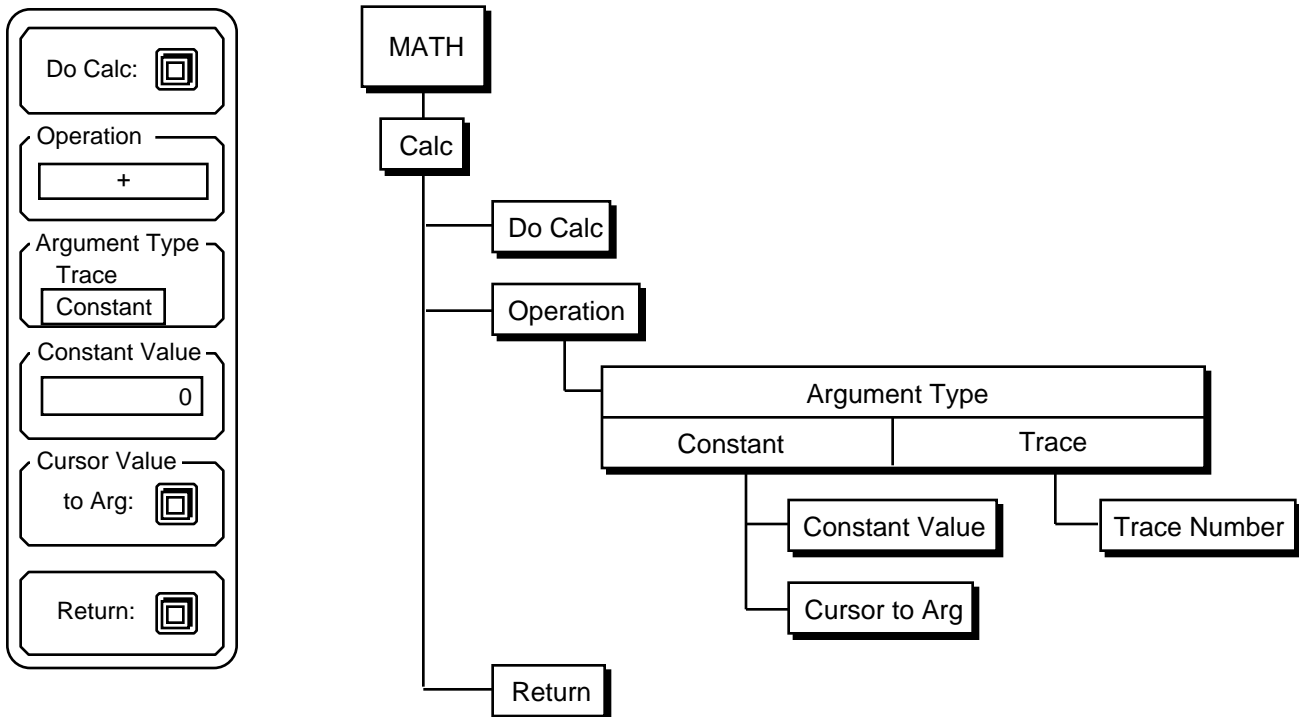 Do Calc:
Operation
+
Argument Type
Trace
Constant
Constant Value
0
Cursor Value
to Arg:
Return:
MATH
Calc
Do Calc
Operation
Argument Type
Constant Trace
Constant Value Trace Number
Cursor to Arg
Return